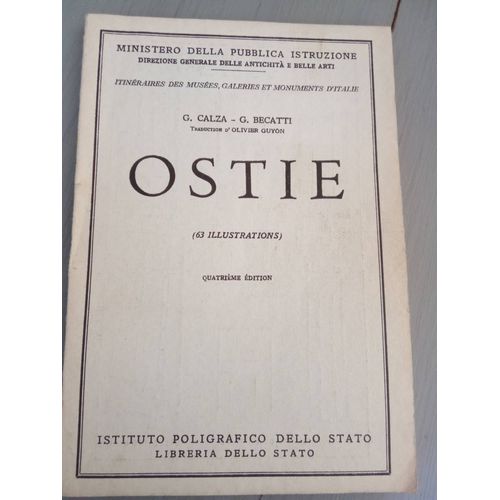 MINISTERO DELLA PUBBLICA ISTRUZIONE
DIREZIONE GENERALE DELLE ANTICHITÀ E BELLE ARTI
ITINÉRAIRES DES MUSÉES, GALERIES ET MONUMENTS D'ITALIE
G. CALZA - G. BECATTI
TRADUCTION D'OLIVIER GUYON
OSTIE
(63 ILLUSTRATIONS)
QUATRIÈME ÉDITION
ISTITUTO POLIGRAFICO DELLO STATO
LIBRERIA DELLO STATO